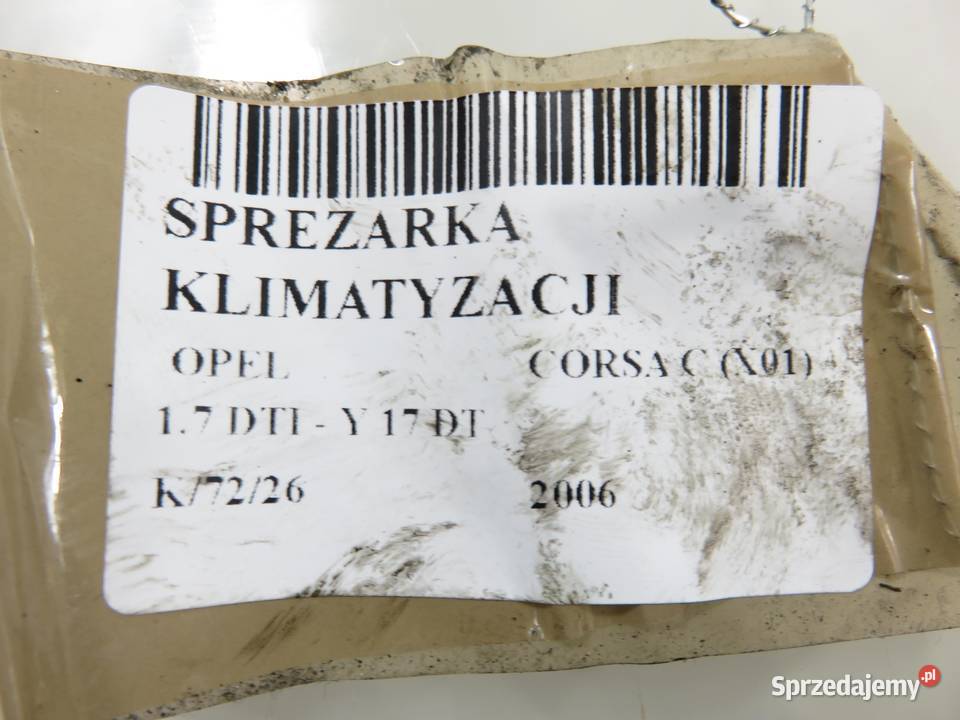 SPREZARKA
KLIMATYZACJI
OPEL CORSA C (X01)
1.7 DTI - Y 17 DT
K/72/26 2006
Sprzedajemy.pl